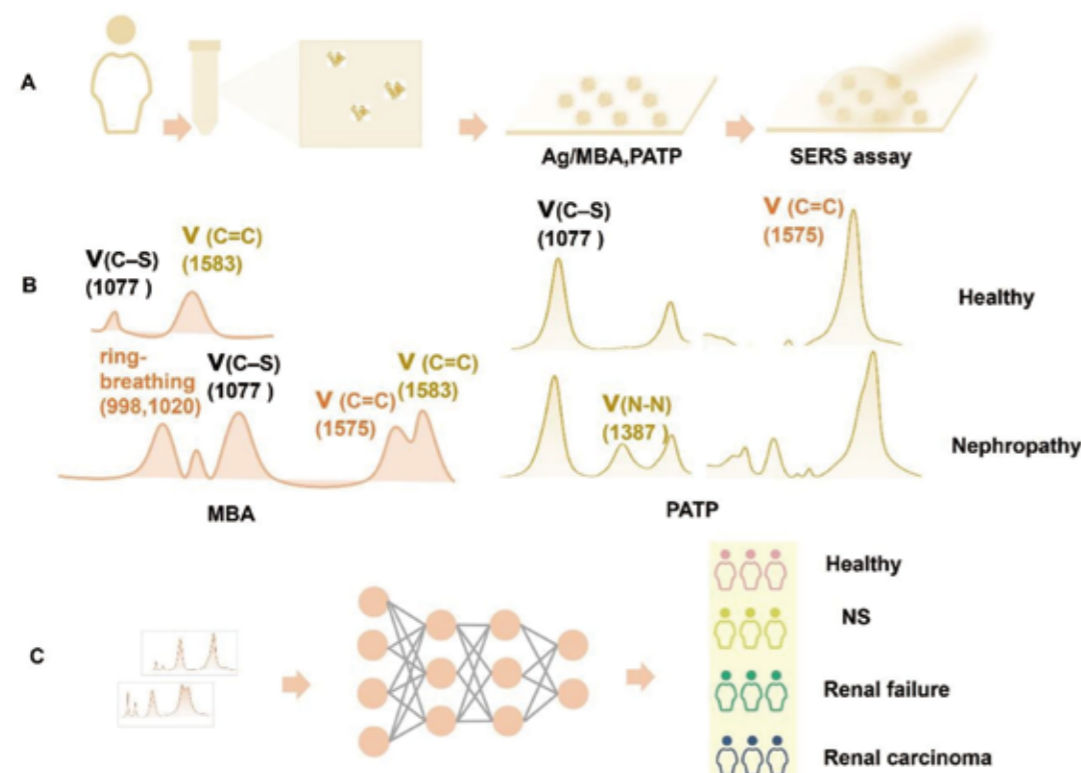 A
Ag/MBA,PATP
SERS assay
B
V(C–S)
(1077 )
V (C=C)
(1583)
V(C–S)
(1077 )
V (C=C)
(1575)
Healthy
ring-
breathing
(998,1020)
V(C–S)
(1077 )
V (C=C)
(1575)
V (C=C)
(1583)
V(N-N)
(1387 )
Nephropathy
MBA
PATP
C
Healthy
NS
Renal failure
Renal carcinoma